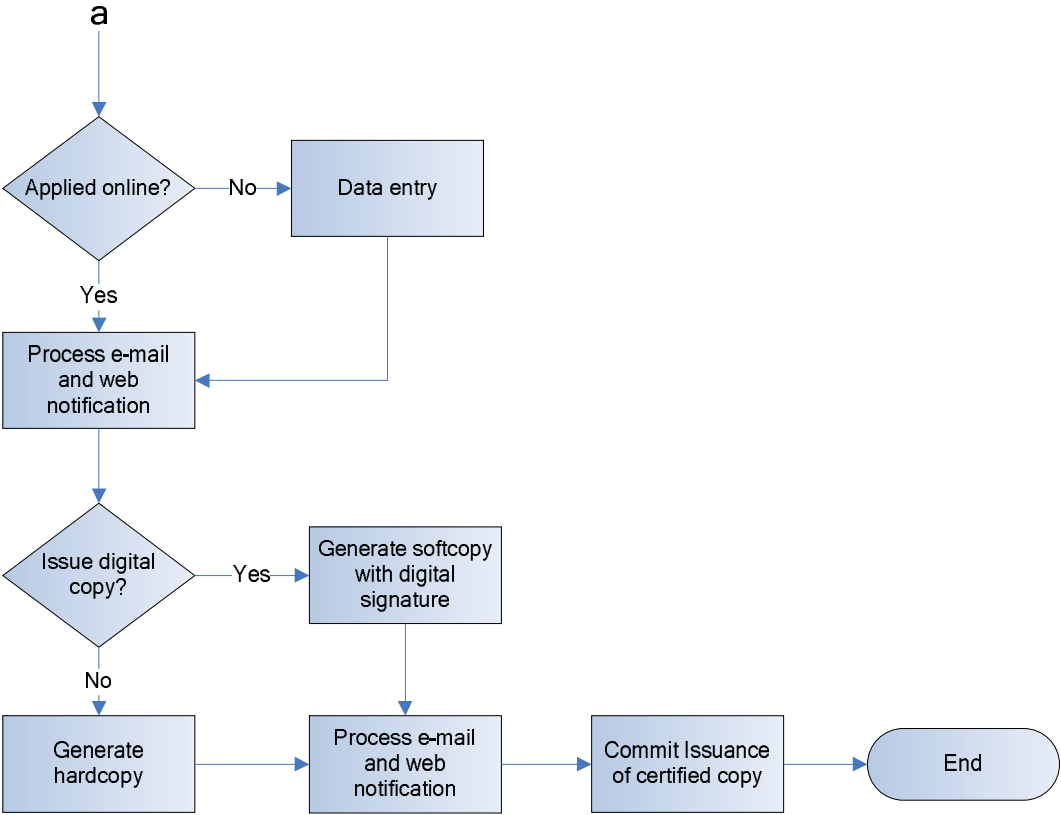 a
Applied online?
No
Data entry
Yes
Process e-mail
and web
notification
Issue digital
copy?
Yes
Generate softcopy
with digital
signature
No
Generate
hardcopy
Process e-mail
and web
notification
Commit Issuance
of certified copy
End